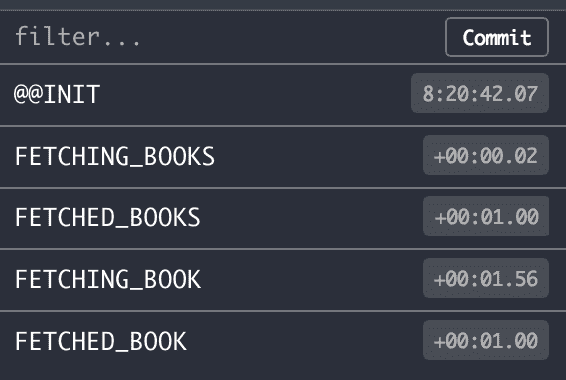 filter... Commit
@@INIT 8:20:42.07
FETCHING_BOOKS +00:00.02
FETCHED_BOOKS +00:01.00
FETCHING_BOOK +00:01.56
FETCHED_BOOK +00:01.00